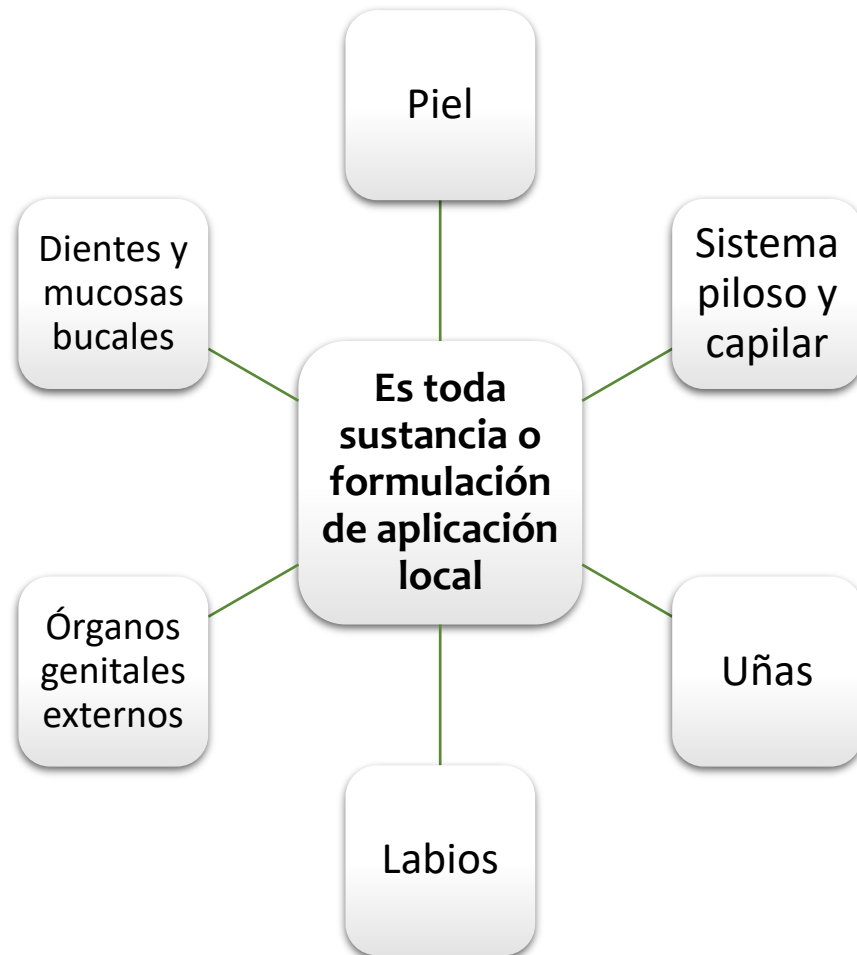 Piel
Sistema
piloso y
capilar
Dientes y
mucosas
bucales
Es toda
sustancia o
formulación
de aplicación
local
Órganos
genitales
externos
Uñas
Labios